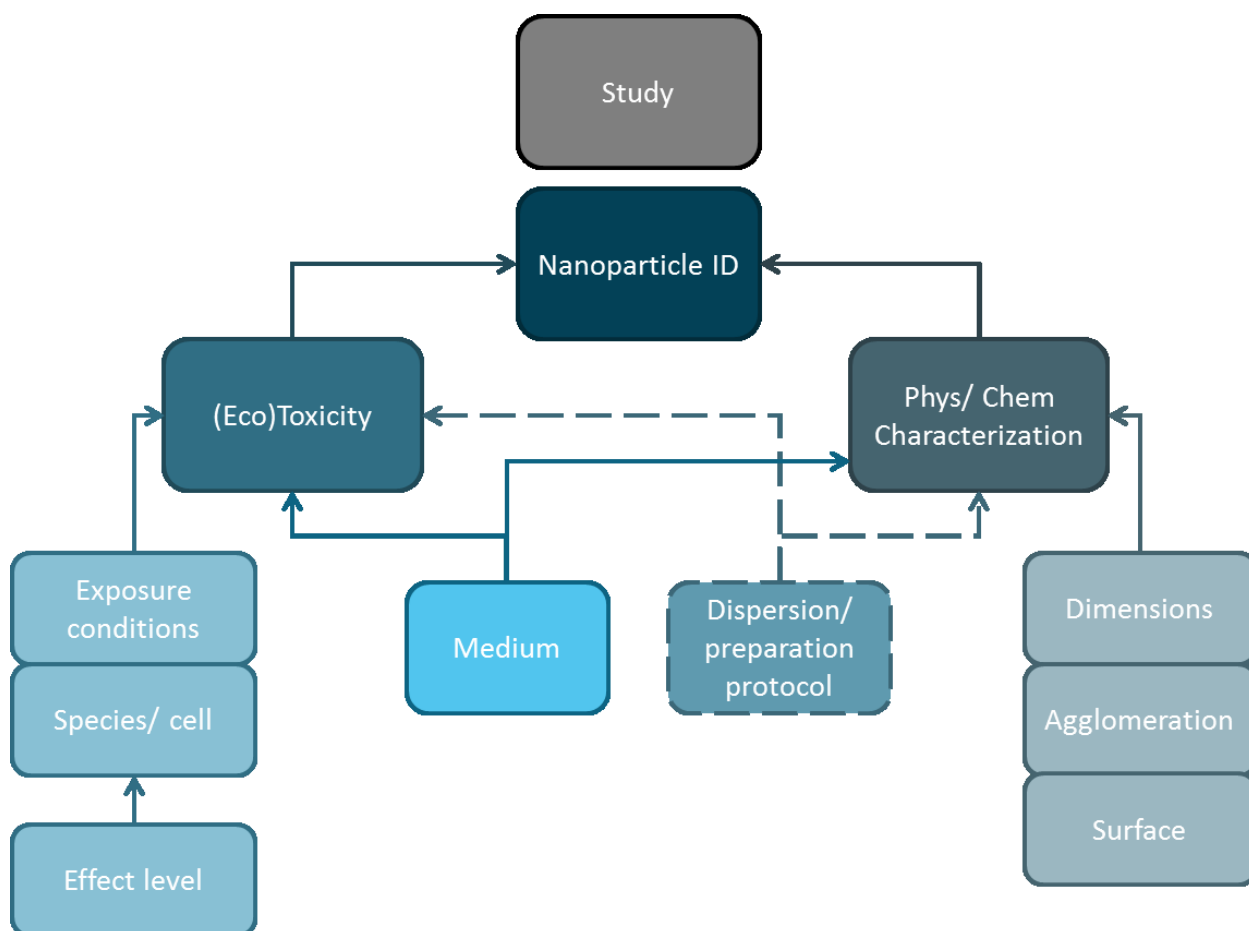 Study
Nanoparticle ID
(Eco)Toxicity
Phys/ Chem
Characterization
Exposure
conditions
Species/ cell
Effect level
Medium
Dispersion/
preparation
protocol
Dimensions
Agglomeration
Surface